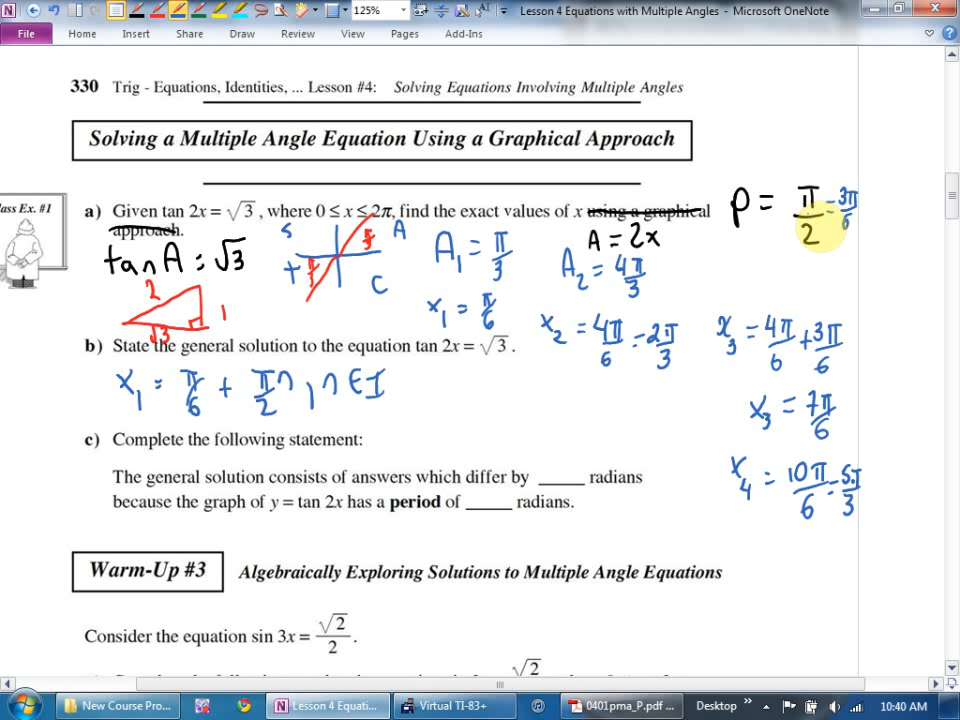 Lesson 4 Equations with Multiple Angles - Microsoft OneNote
125%
File Home Insert Share Draw Review View Pages Add-Ins
330 Trig - Equations, Identities, ... Lesson #4: Solving Equations Involving Multiple Angles
Solving a Multiple Angle Equation Using a Graphical Approach
lass Ex. #1
a) Given tan 2x = √3 , where 0 ≤ x ≤ 2π, find the exact values of x using a graphical
approach.
P = π/2 = 3π/6
A = 2x
tan A = √3
S A
T C
π/3
π/3
A₁ = π/3
A₂ = 4π/3
2 1 √3
x₁ = π/6
x₂ = 4π/6 = 2π/3
x₃ = 4π/6 + 3π/6
b) State the general solution to the equation tan 2x = √3 .
x₁ = π/6 + π/2 n , n ∈ I
x₃ = 7π/6
c) Complete the following statement:
The general solution consists of answers which differ by _____ radians
because the graph of y = tan 2x has a period of _____ radians.
x₄ = 10π/6 = 5π/3
Warm-Up #3 Algebraically Exploring Solutions to Multiple Angle Equations
Consider the equation sin 3x = √2/2 .
√2
New Course Pro... Lesson 4 Equati... Virtual TI-83+ 0401pma_P.pdf ... Desktop 10:40 AM